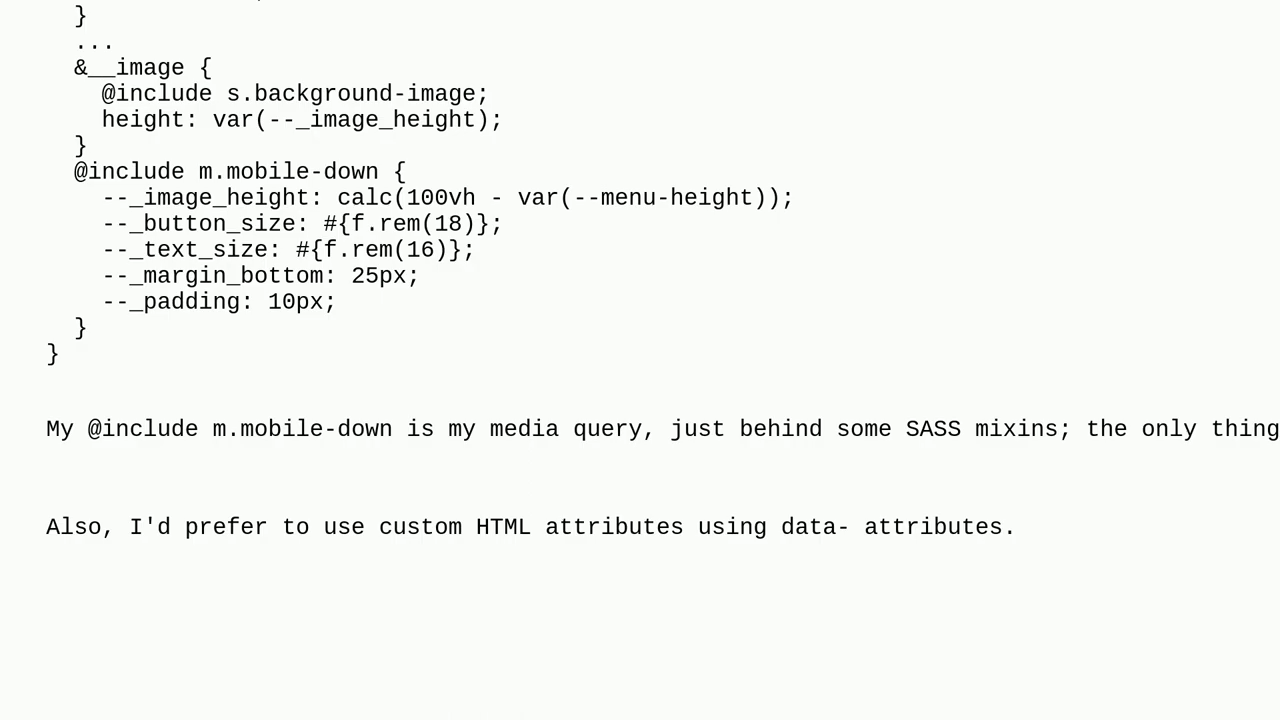 }
...
&__image {
@include s.background-image;
height: var(--_image_height);
}
@include m.mobile-down {
--_image_height: calc(100vh - var(--menu-height));
--_button_size: #{f.rem(18)};
--_text_size: #{f.rem(16)};
--_margin_bottom: 25px;
--_padding: 10px;
}
}
My @include m.mobile-down is my media query, just behind some SASS mixins; the only thing
Also, I'd prefer to use custom HTML attributes using data- attributes.